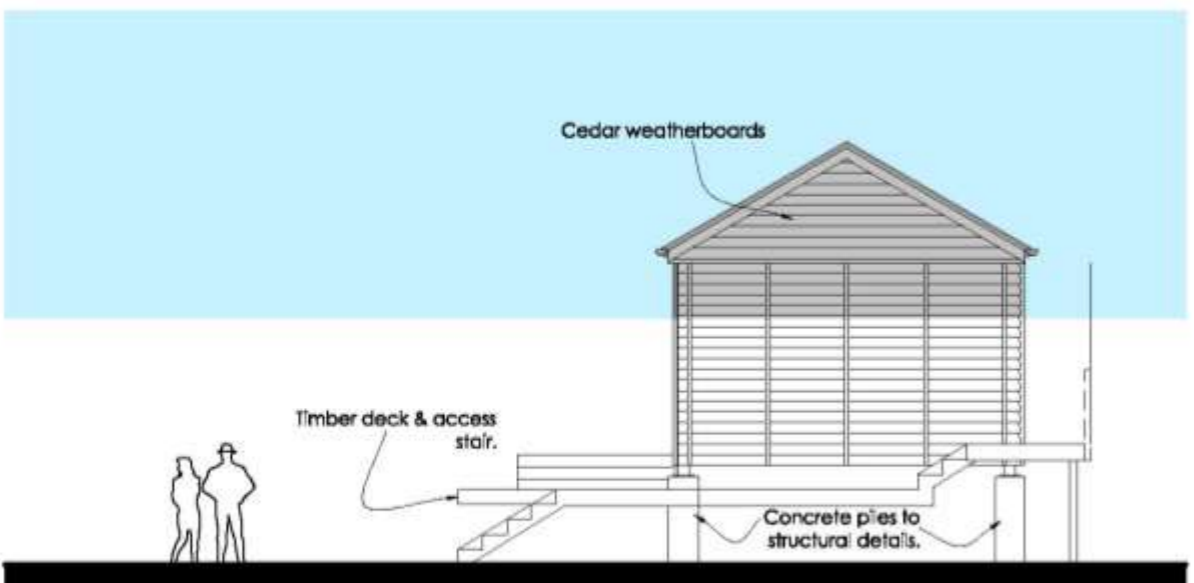 Cedar weatherboards
Timber deck & access
stair.
Concrete piles to
structural details.